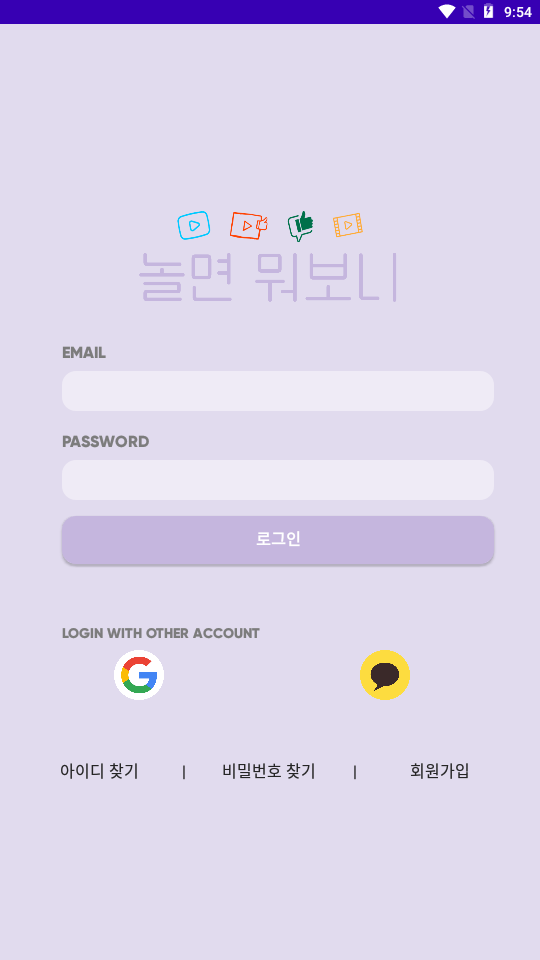 9:54
놀면 뭐보니
EMAIL
PASSWORD
로그인
LOGIN WITH OTHER ACCOUNT
아이디 찾기 | 비밀번호 찾기 | 회원가입